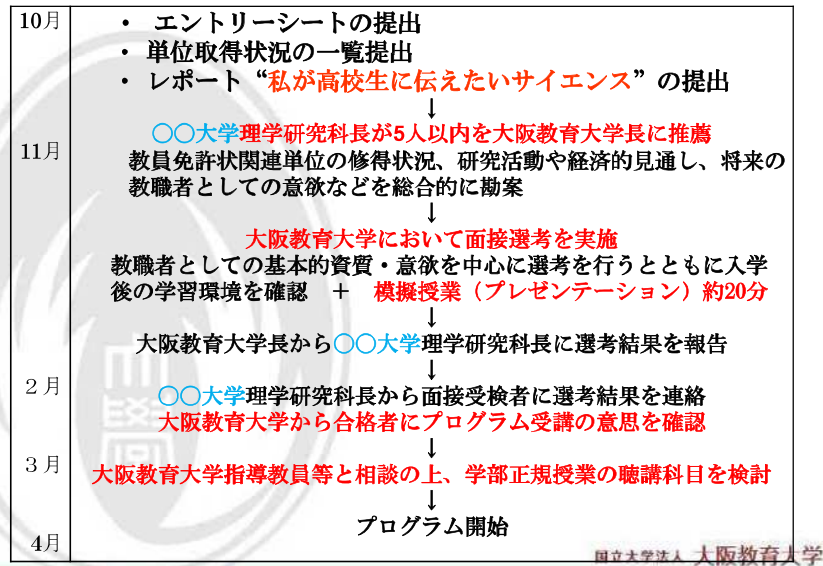 10月
・ エントリーシートの提出
・ 単位取得状況の一覧提出
・ レポート“私が高校生に伝えたいサイエンス”の提出
↓
〇〇大学理学研究科長が5人以内を大阪教育大学長に推薦
11月
教員免許状関連単位の修得状況、研究活動や経済的見通し、将来の
教職者としての意欲などを総合的に勘案
↓
大阪教育大学において面接選考を実施
教職者としての基本的資質・意欲を中心に選考を行うとともに入学
後の学習環境を確認 ＋ 模擬授業（プレゼンテーション）約20分
↓
大阪教育大学長から〇〇大学理学研究科長に選考結果を報告
↓
２月
〇〇大学理学研究科長から面接受検者に選考結果を連絡
大阪教育大学から合格者にプログラム受講の意思を確認
↓
３月
大阪教育大学指導教員等と相談の上、学部正規授業の聴講科目を検討
↓
プログラム開始
4月
国立大学法人 大阪教育大学